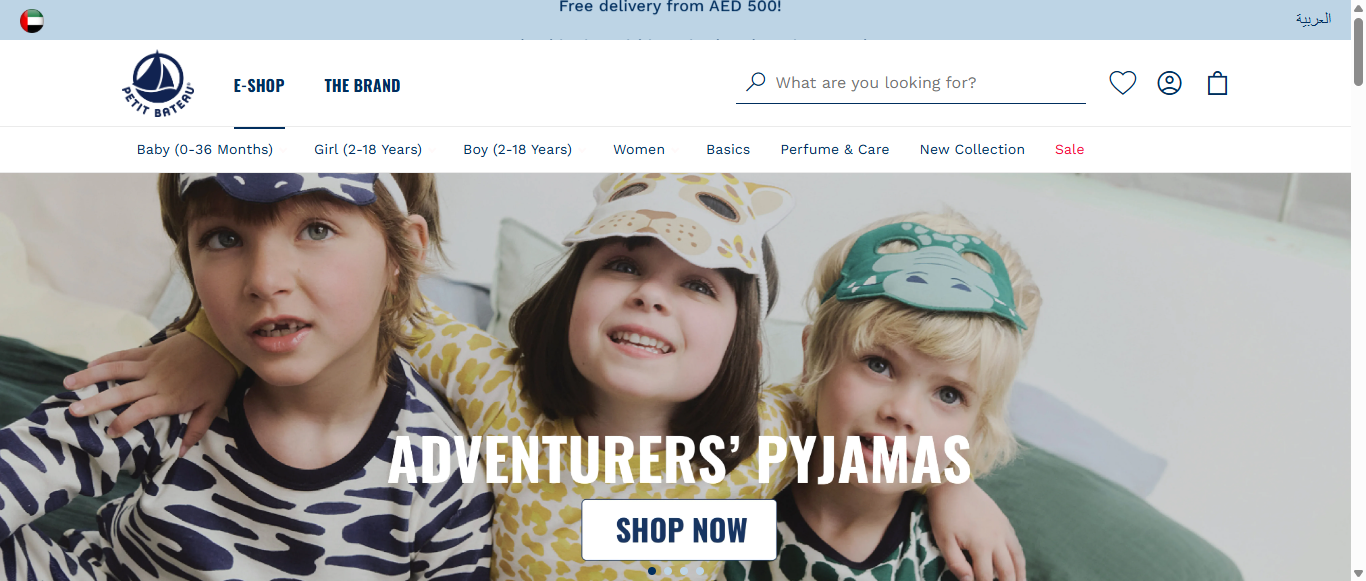 Free delivery from AED 500!
العربية
PETIT BATEAU
E-SHOP
THE BRAND
What are you looking for?
Baby (0-36 Months)
Girl (2-18 Years)
Boy (2-18 Years)
Women
Basics
Perfume & Care
New Collection
Sale
ADVENTURERS’ PYJAMAS
SHOP NOW